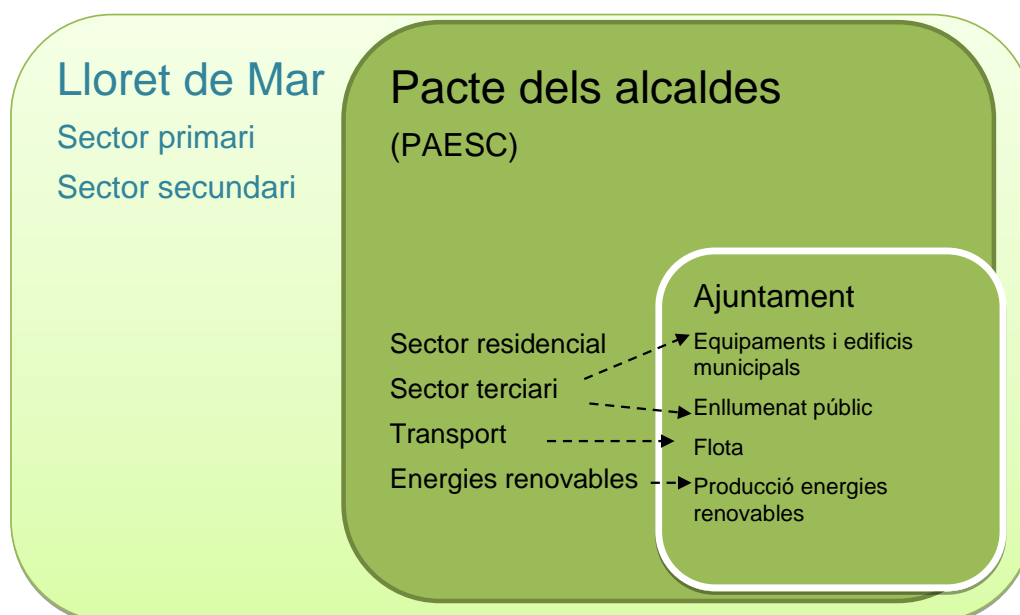 Lloret de Mar
Sector primari
Sector secundari
Pacte dels alcaldes
(PAESC)
Sector residencial
Sector terciari
Transport
Energies renovables
Ajuntament
Equipaments i edificis
municipals
Enllumenat públic
Flota
Producció energies
renovables